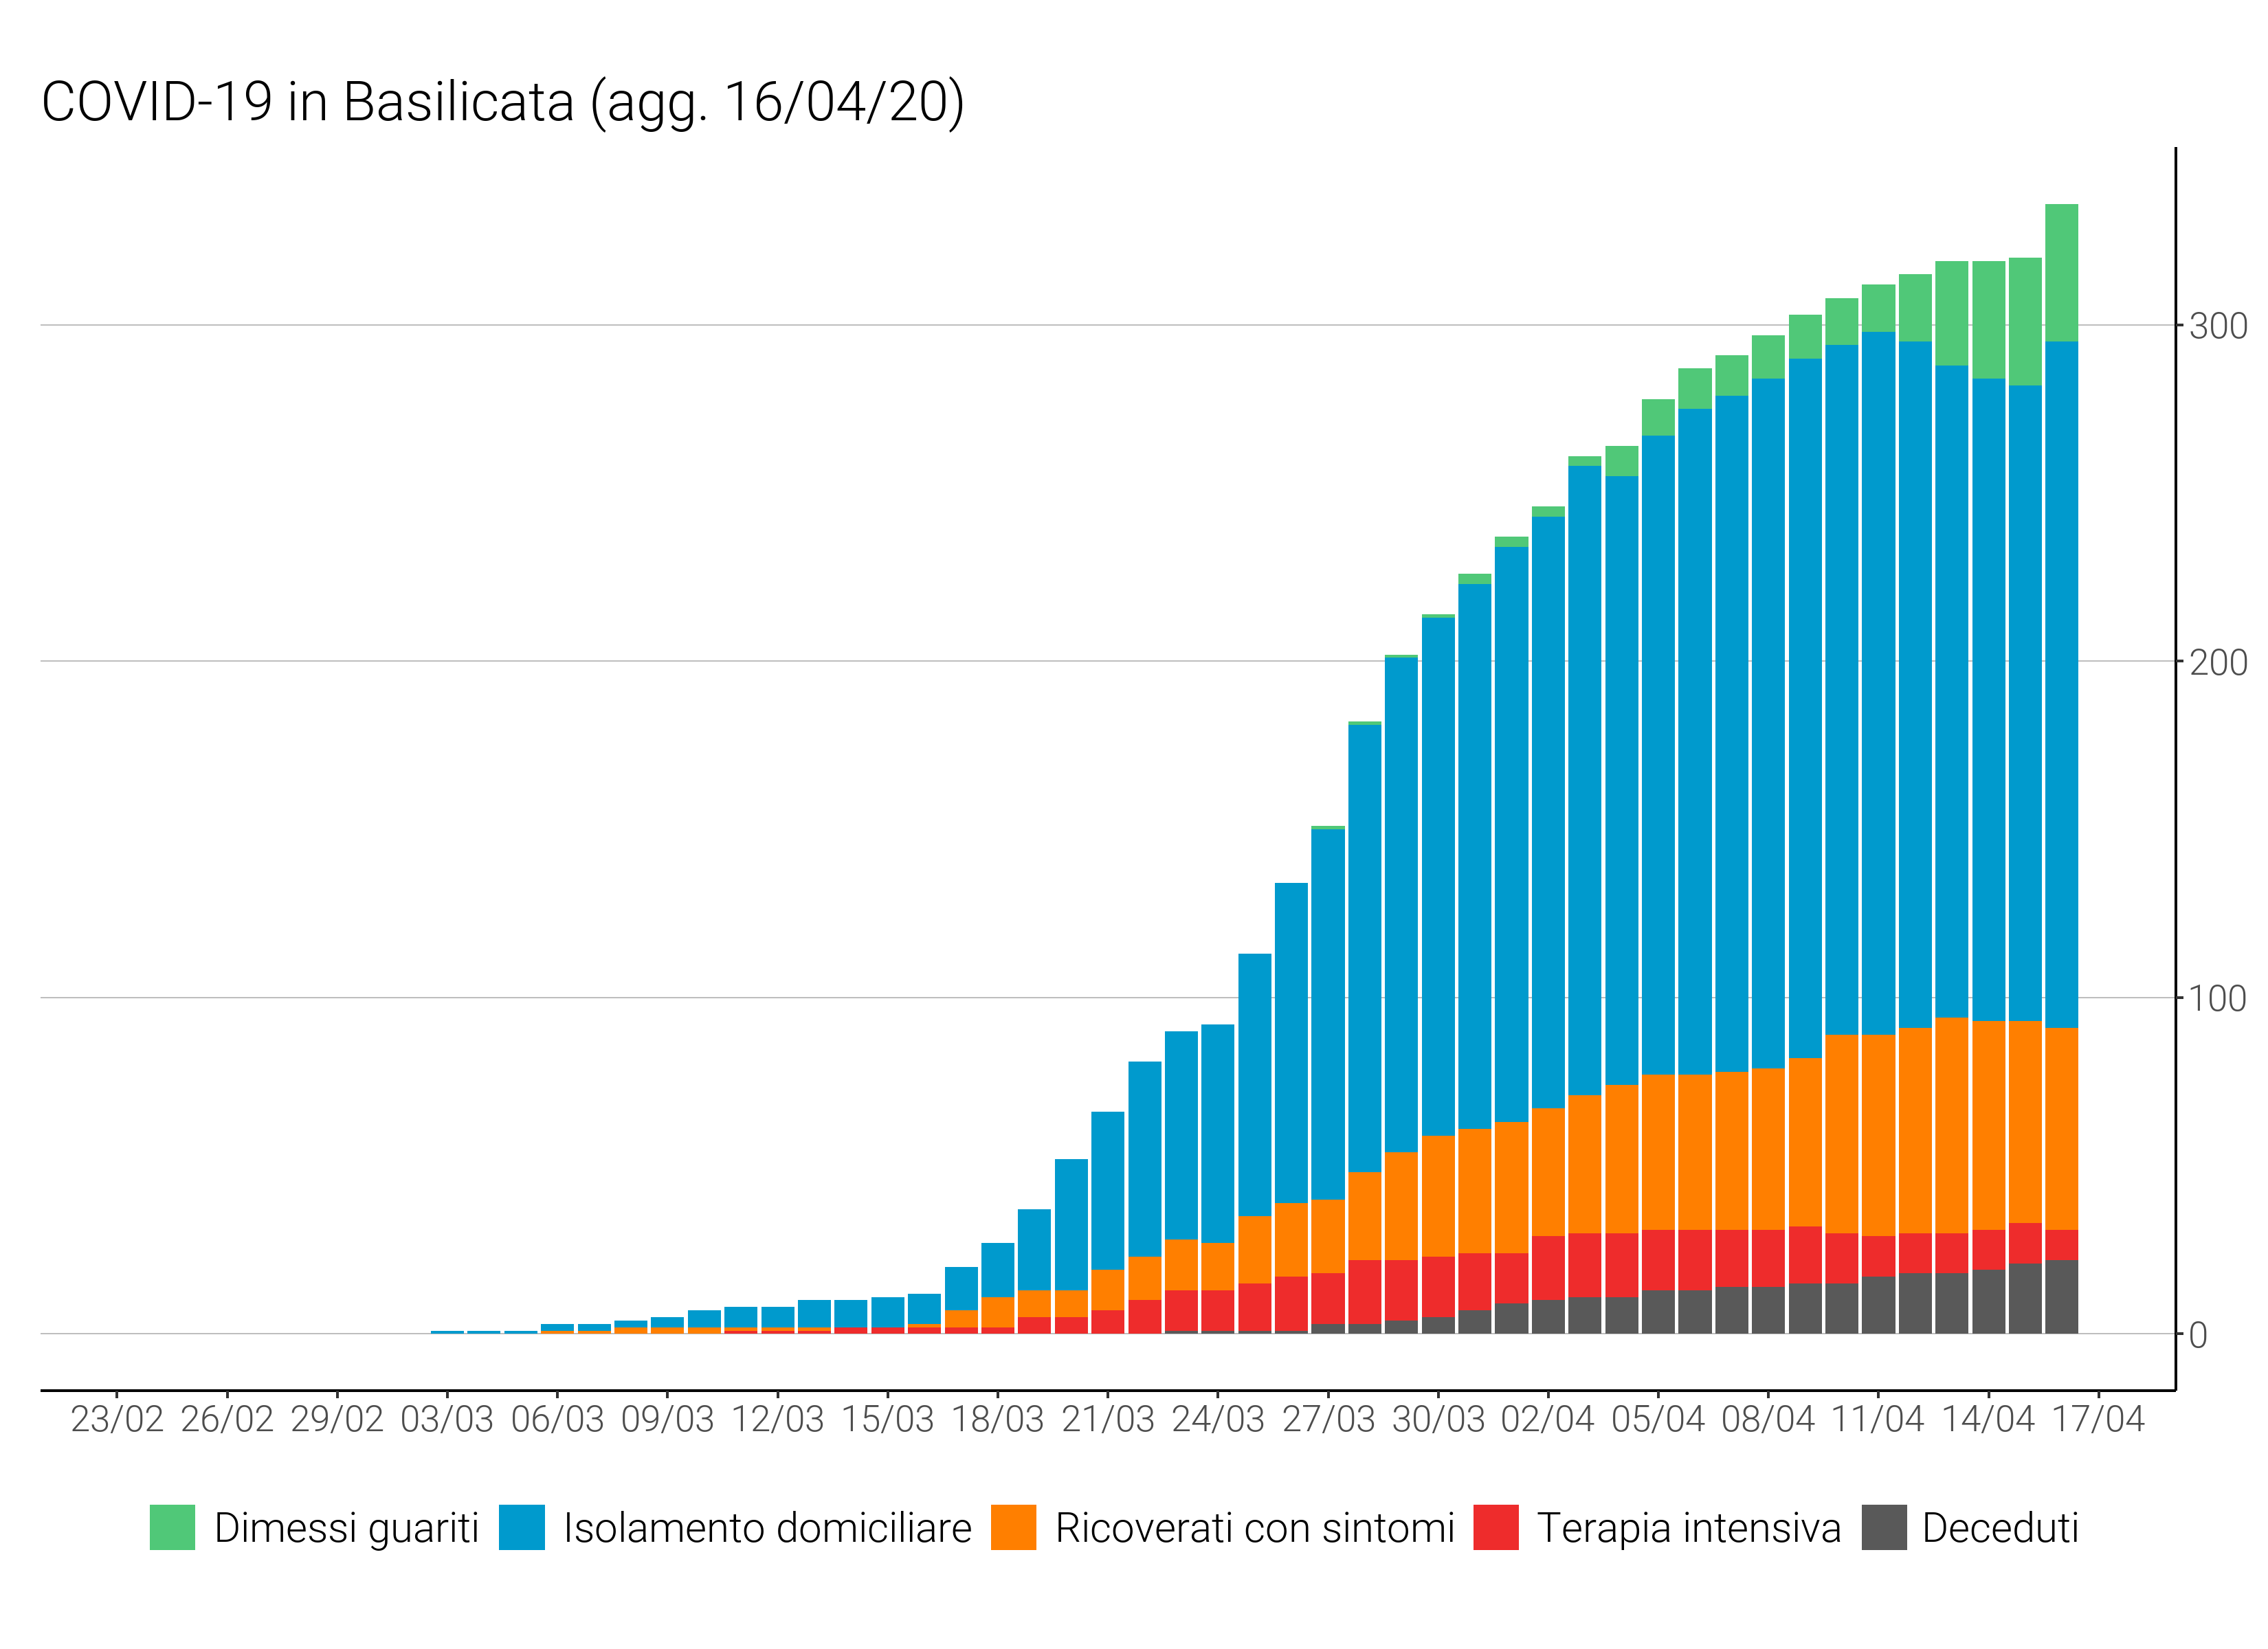 COVID-19 in Basilicata (agg. 16/04/20)
300
200
100
0
23/02 26/02 29/02 03/03 06/03 09/03 12/03 15/03 18/03 21/03 24/03 27/03 30/03 02/04 05/04 08/04 11/04 14/04 17/04
Dimessi guariti Isolamento domiciliare Ricoverati con sintomi Terapia intensiva Deceduti